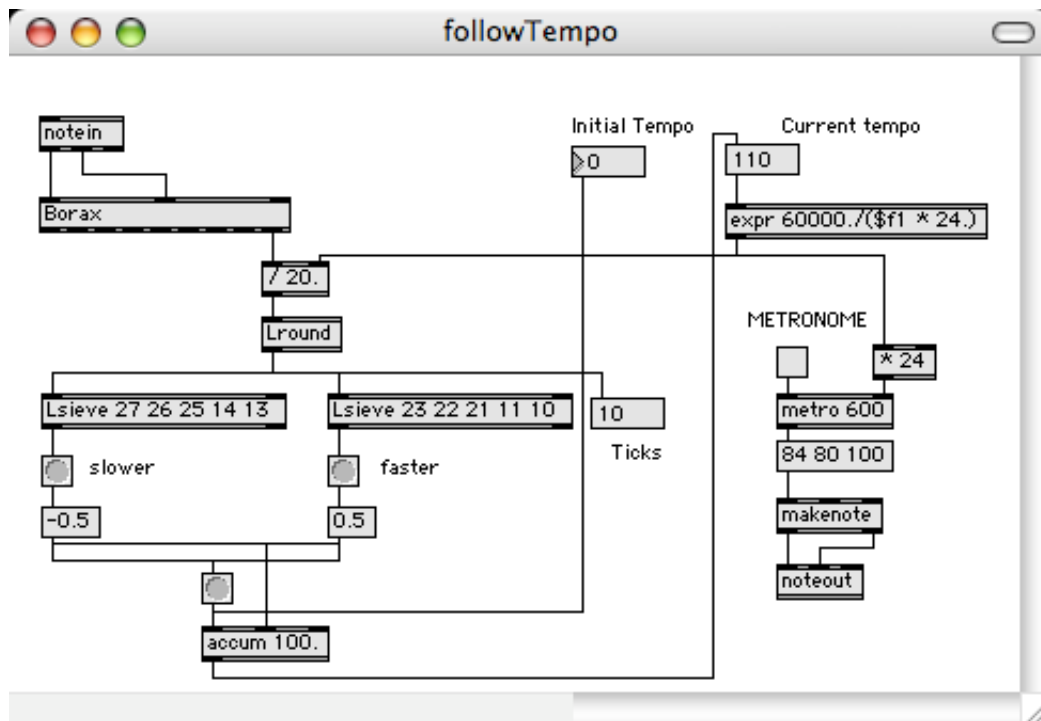 followTempo
notein
Initial Tempo
Current tempo
0
110
Borax
expr 60000./($f1 * 24.)
/ 20.
Lround
METRONOME
* 24
Lsieve 27 26 25 14 13
Lsieve 23 22 21 11 10
10
metro 600
Ticks
slower
faster
84 80 100
-0.5
0.5
makenote
noteout
accum 100.